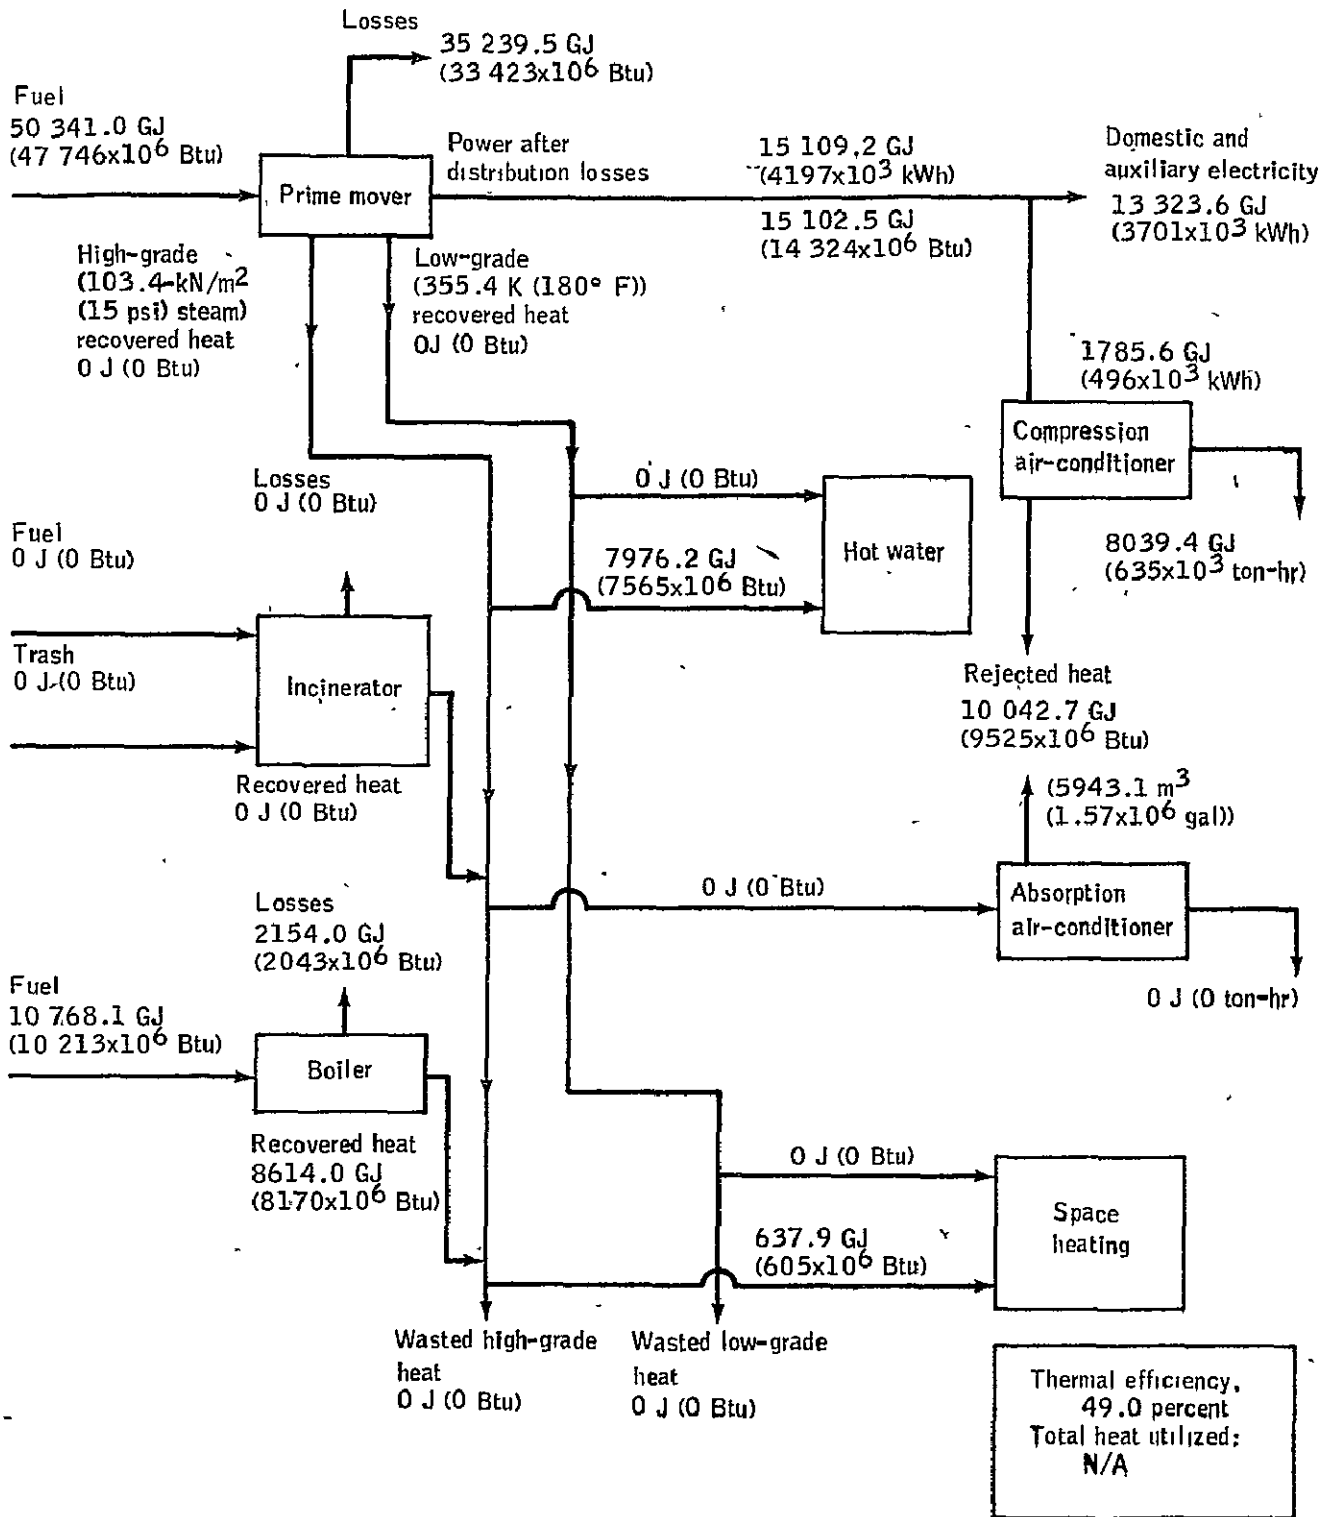 Losses
35 239.5 GJ
(33 423x10⁶ Btu)
Fuel
50 341.0 GJ
(47 746x10⁶ Btu)
Prime mover
Power after
distribution losses
15 109.2 GJ
(4197x10³ kWh)
15 102.5 GJ
(14 324x10⁶ Btu)
Domestic and
auxiliary electricity
13 323.6 GJ
(3701x10³ kWh)
High-grade
(103.4-kN/m²
(15 psi) steam)
recovered heat
0 J (0 Btu)
Low-grade
(355.4 K (180° F))
recovered heat
0J (0 Btu)
1785.6 GJ
(496x10³ kWh)
Compression
air-conditioner
8039.4 GJ
(635x10³ ton-hr)
Losses
0 J (0 Btu)
0 J (0 Btu)
Hot water
7976.2 GJ
(7565x10⁶ Btu)
Fuel
0 J (0 Btu)
Trash
0 J (0 Btu)
Incinerator
Recovered heat
0 J (0 Btu)
Rejected heat
10 042.7 GJ
(9525x10⁶ Btu)
(5943.1 m³
(1.57x10⁶ gal))
0 J (0 Btu)
Absorption
air-conditioner
0 J (0 ton-hr)
Losses
2154.0 GJ
(2043x10⁶ Btu)
Fuel
10 768.1 GJ
(10 213x10⁶ Btu)
Boiler
Recovered heat
8614.0 GJ
(8170x10⁶ Btu)
0 J (0 Btu)
Space
heating
637.9 GJ
(605x10⁶ Btu)
Wasted high-grade
heat
0 J (0 Btu)
Wasted low-grade
heat
0 J (0 Btu)
Thermal efficiency,
49.0 percent
Total heat utilized:
N/A